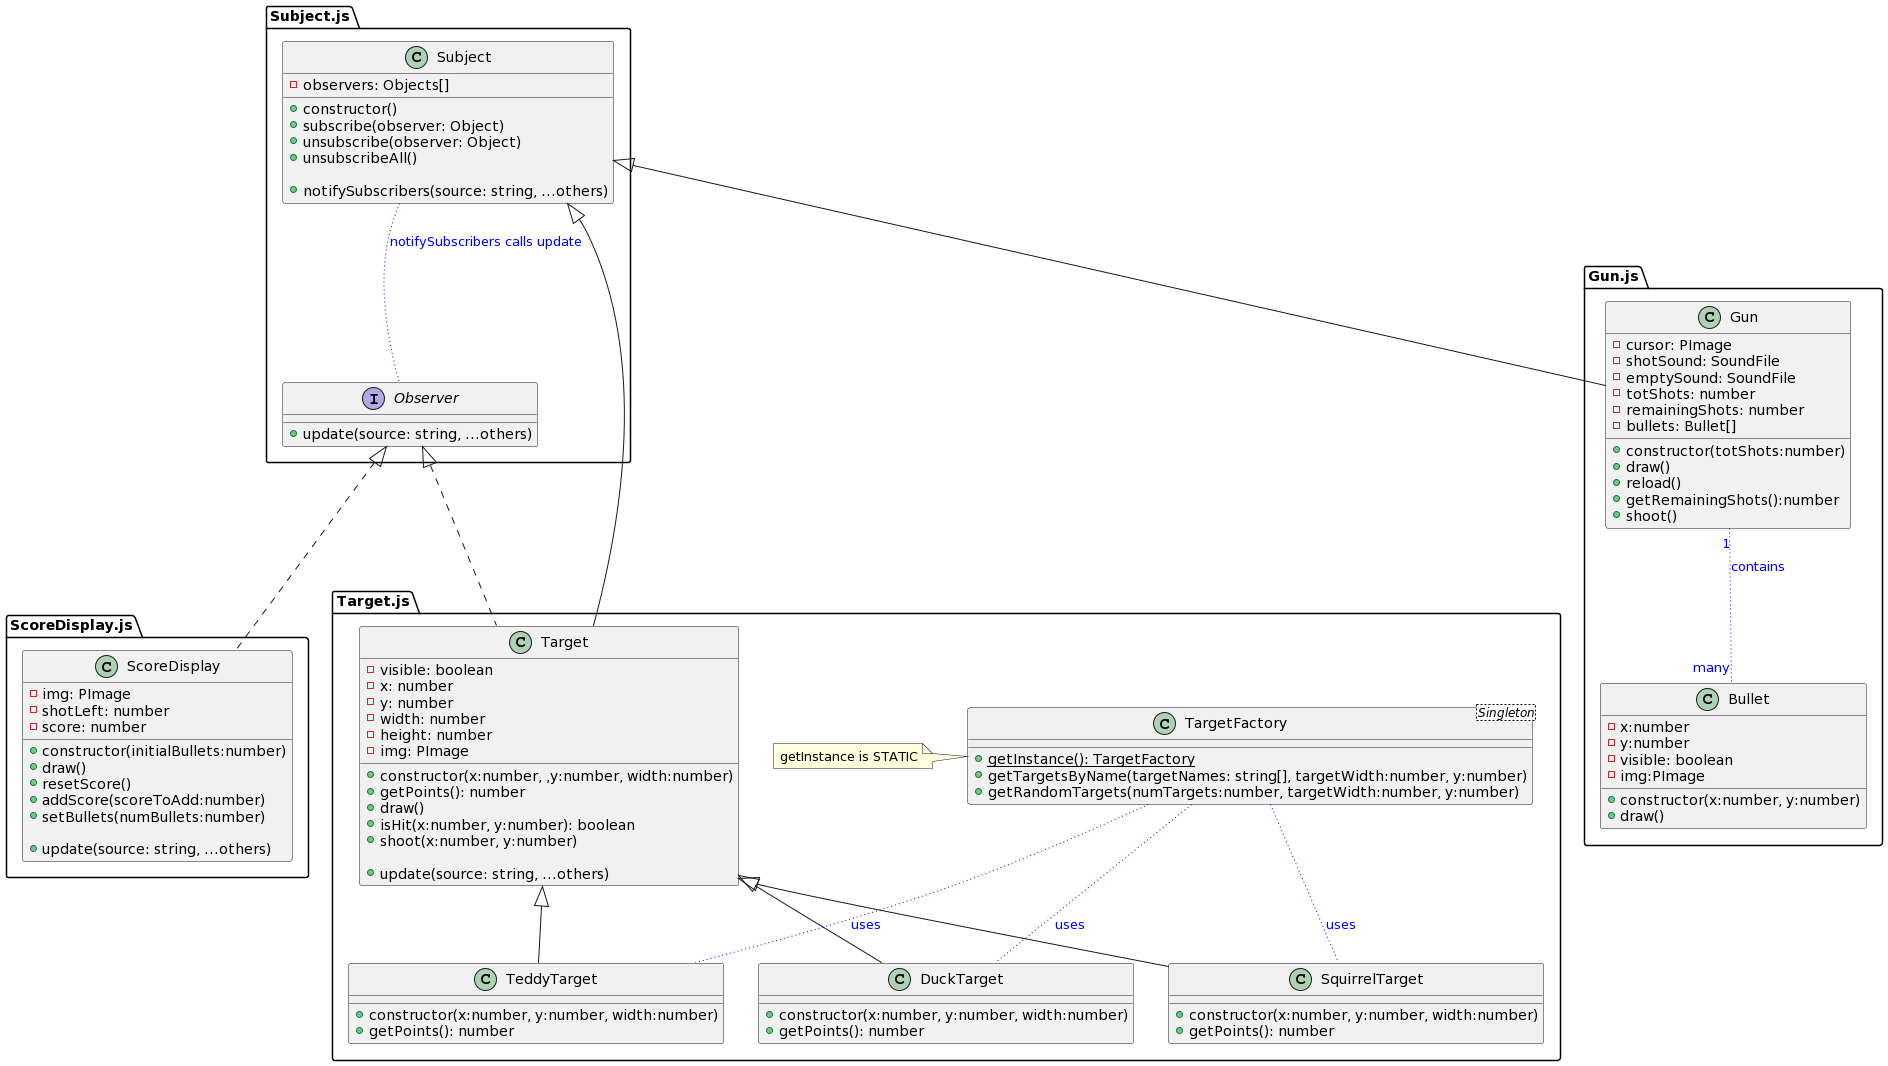 Subject.js
C Subject
observers: Objects[]
constructor()
subscribe(observer: Object)
unsubscribe(observer: Object)
unsubscribeAll()
notifySubscribers(source: string, ...others)
notifySubscribers calls update
I Observer
update(source: string, ...others)
Gun.js
C Gun
cursor: PImage
shotSound: SoundFile
emptySound: SoundFile
totShots: number
remainingShots: number
bullets: Bullet[]
constructor(totShots:number)
draw()
reload()
getRemainingShots():number
shoot()
1
contains
many
C Bullet
x:number
y:number
visible: boolean
img:PImage
constructor(x:number, y:number)
draw()
ScoreDisplay.js
C ScoreDisplay
img: PImage
shotLeft: number
score: number
constructor(initialBullets:number)
draw()
resetScore()
addScore(scoreToAdd:number)
setBullets(numBullets:number)
update(source: string, ...others)
Target.js
C Target
visible: boolean
x: number
y: number
width: number
height: number
img: PImage
constructor(x:number, ,y:number, width:number)
getPoints(): number
draw()
isHit(x:number, y:number): boolean
shoot(x:number, y:number)
update(source: string, ...others)
getInstance is STATIC
C TargetFactory
Singleton
getInstance(): TargetFactory
getTargetsByName(targetNames: string[], targetWidth:number, y:number)
getRandomTargets(numTargets:number, targetWidth:number, y:number)
uses
uses
uses
C TeddyTarget
constructor(x:number, y:number, width:number)
getPoints(): number
C DuckTarget
constructor(x:number, y:number, width:number)
getPoints(): number
C SquirrelTarget
constructor(x:number, y:number, width:number)
getPoints(): number